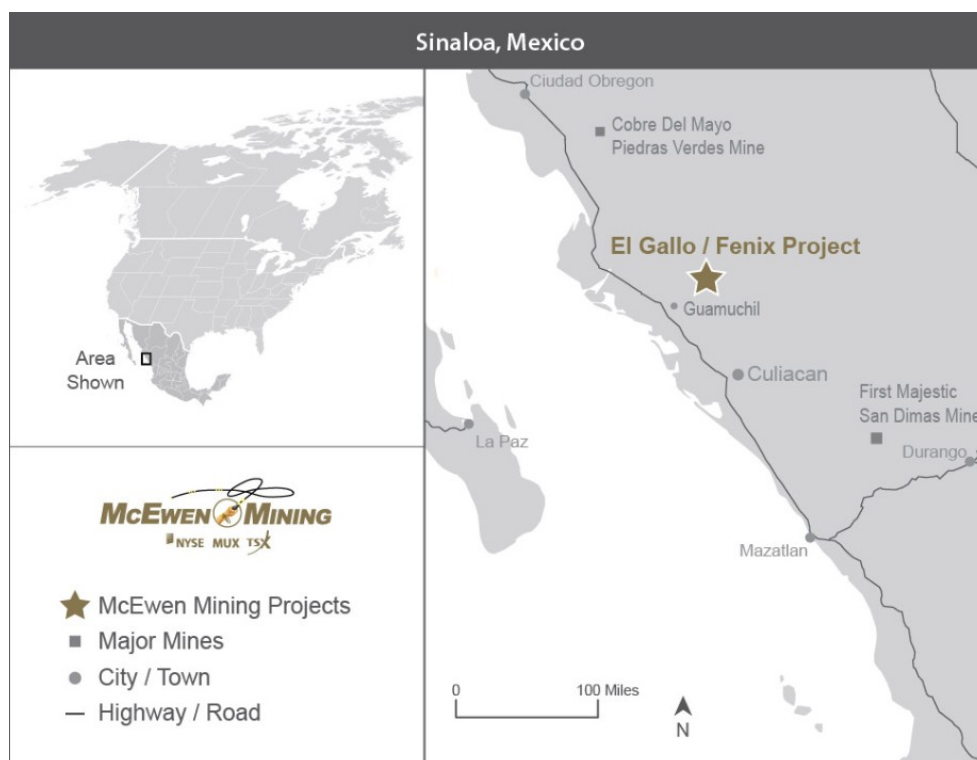 Sinaloa, Mexico
Area
Shown
McEWEN MINING
NYSE MUX TSX
McEwen Mining Projects
Major Mines
City / Town
Highway / Road
Ciudad Obregon
Cobre Del Mayo
Piedras Verdes Mine
El Gallo / Fenix Project
Guamuchil
Culiacan
First Majestic
San Dimas Mine
La Paz
Durango
Mazatlan
0 100 Miles
N